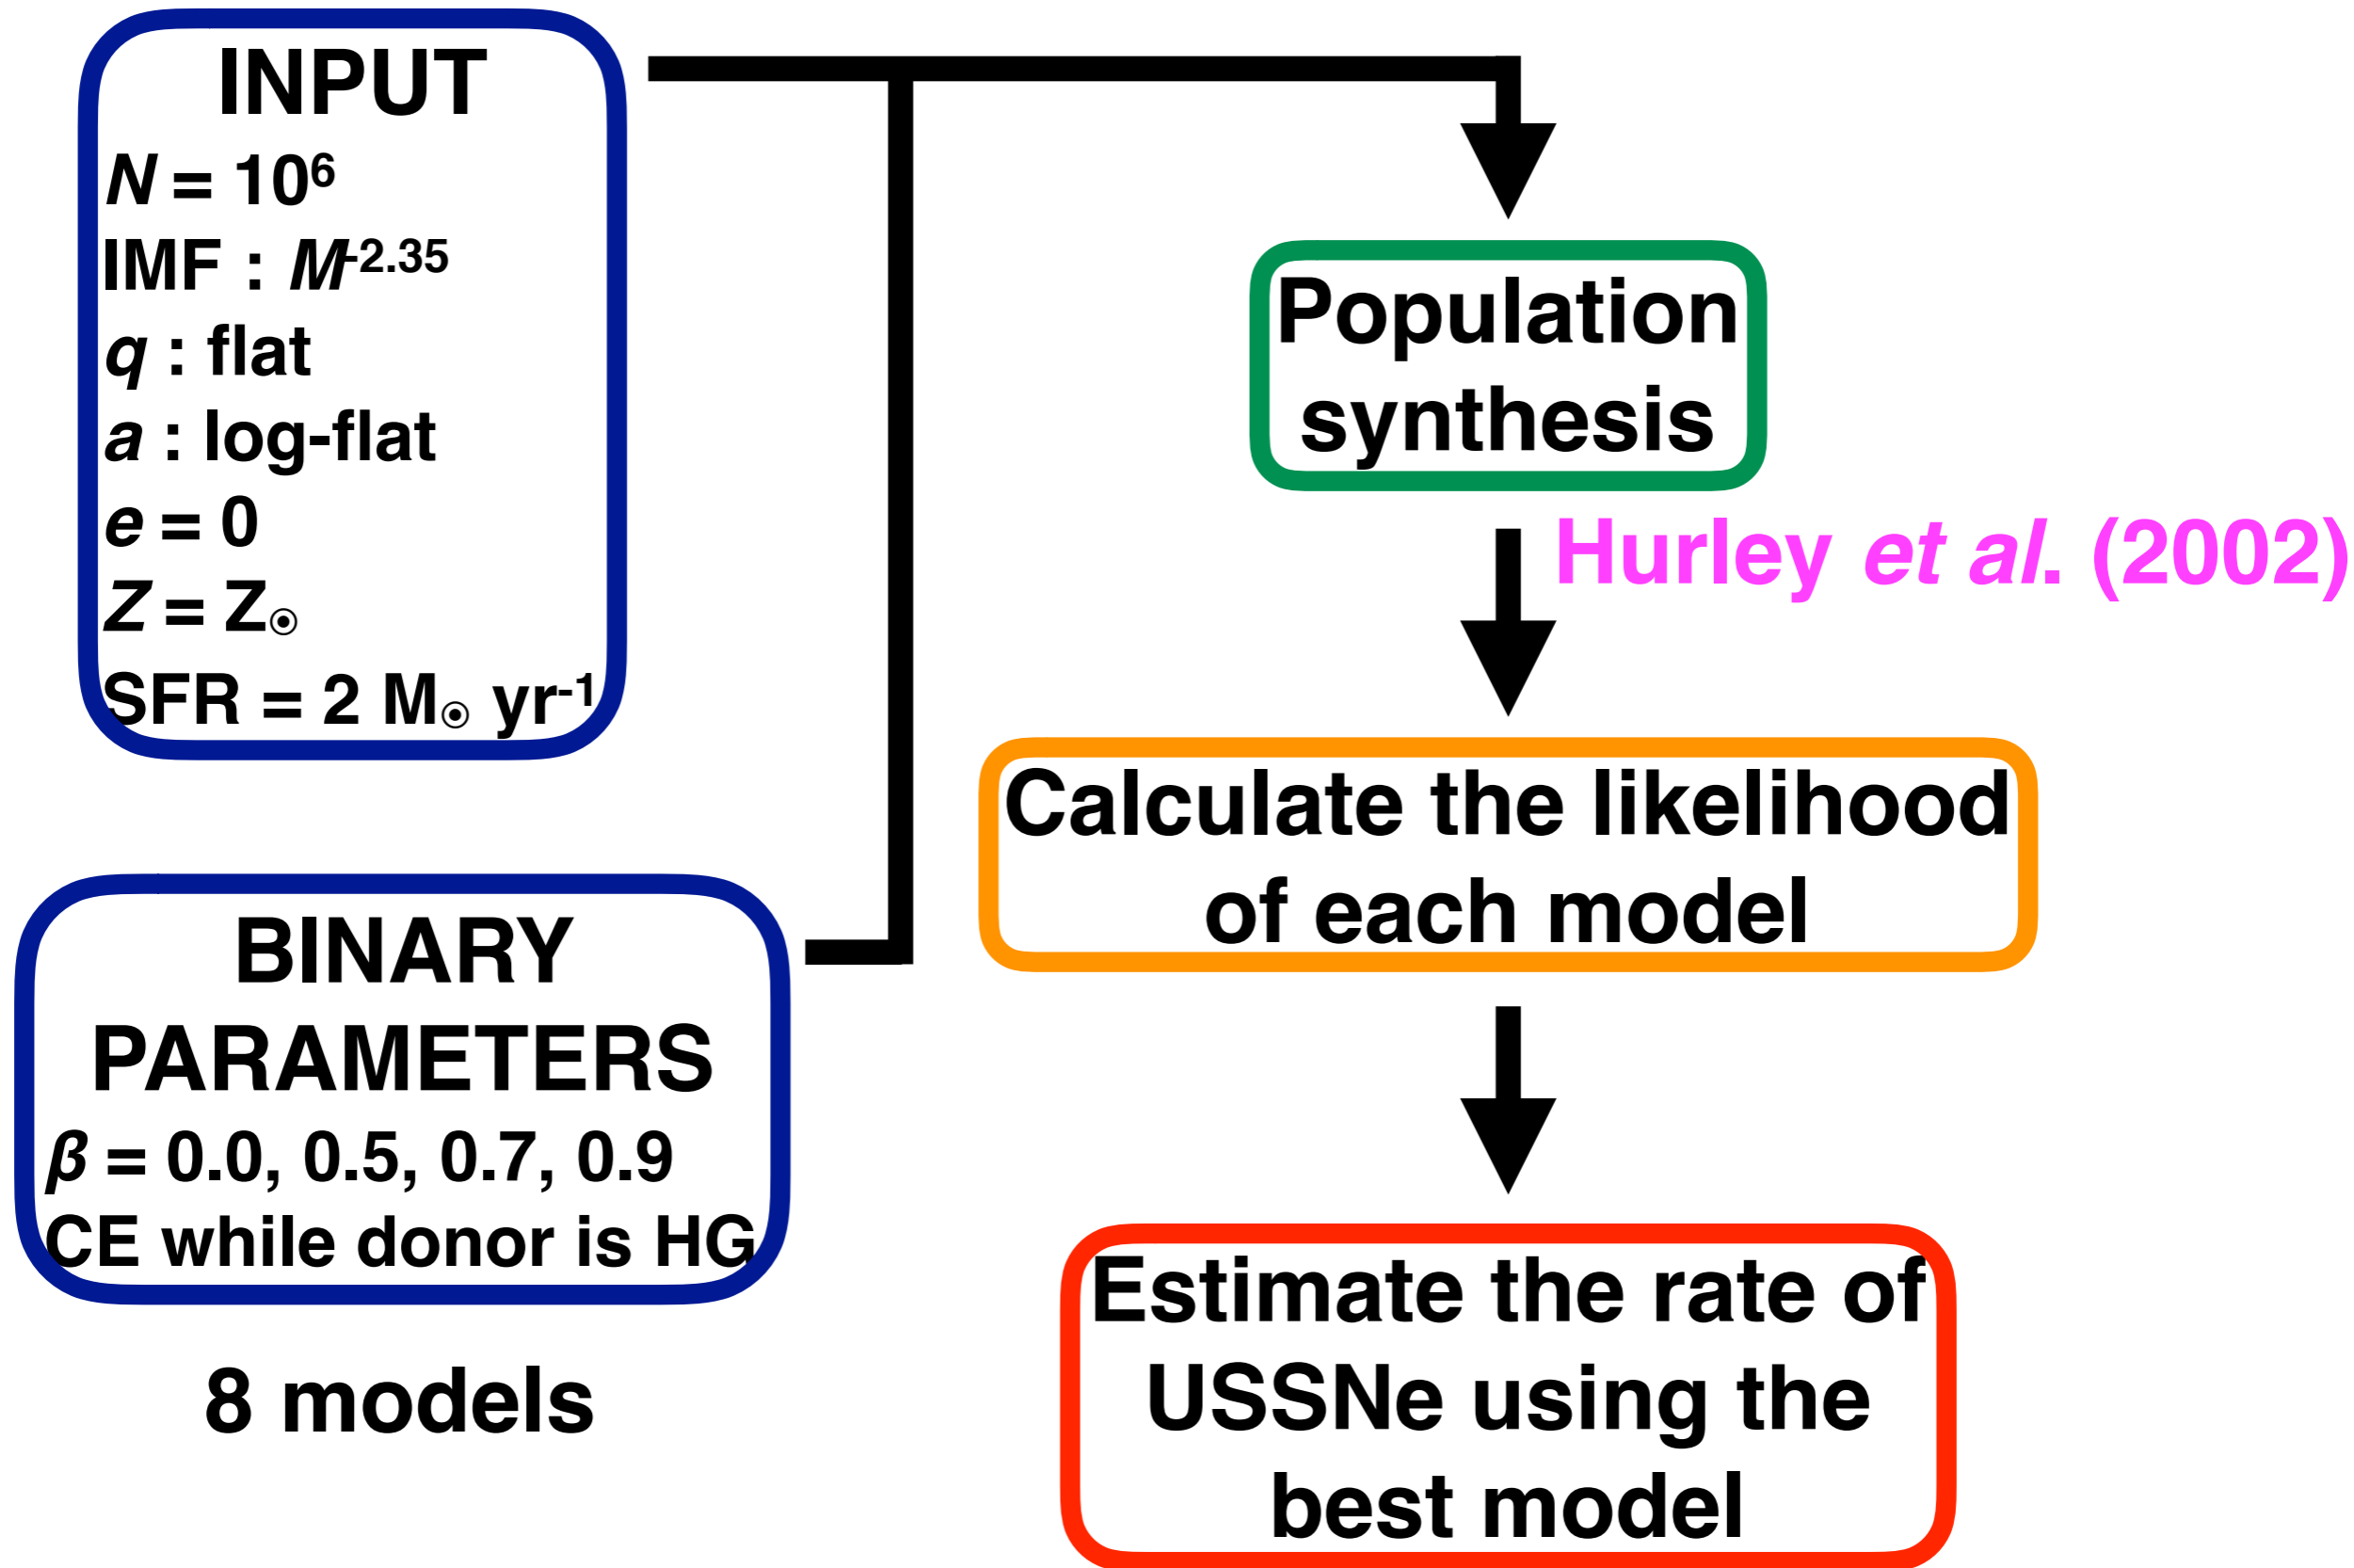 INPUT
N = 10⁶
IMF : M⁻²·³⁵
q : flat
a : log-flat
e = 0
Z = Z☉
SFR = 2 M☉ yr⁻¹
BINARY
PARAMETERS
β = 0.0, 0.5, 0.7, 0.9
CE while donor is HG
8 models
Population
synthesis
Hurley et al. (2002)
Calculate the likelihood
of each model
Estimate the rate of
USSNe using the
best model